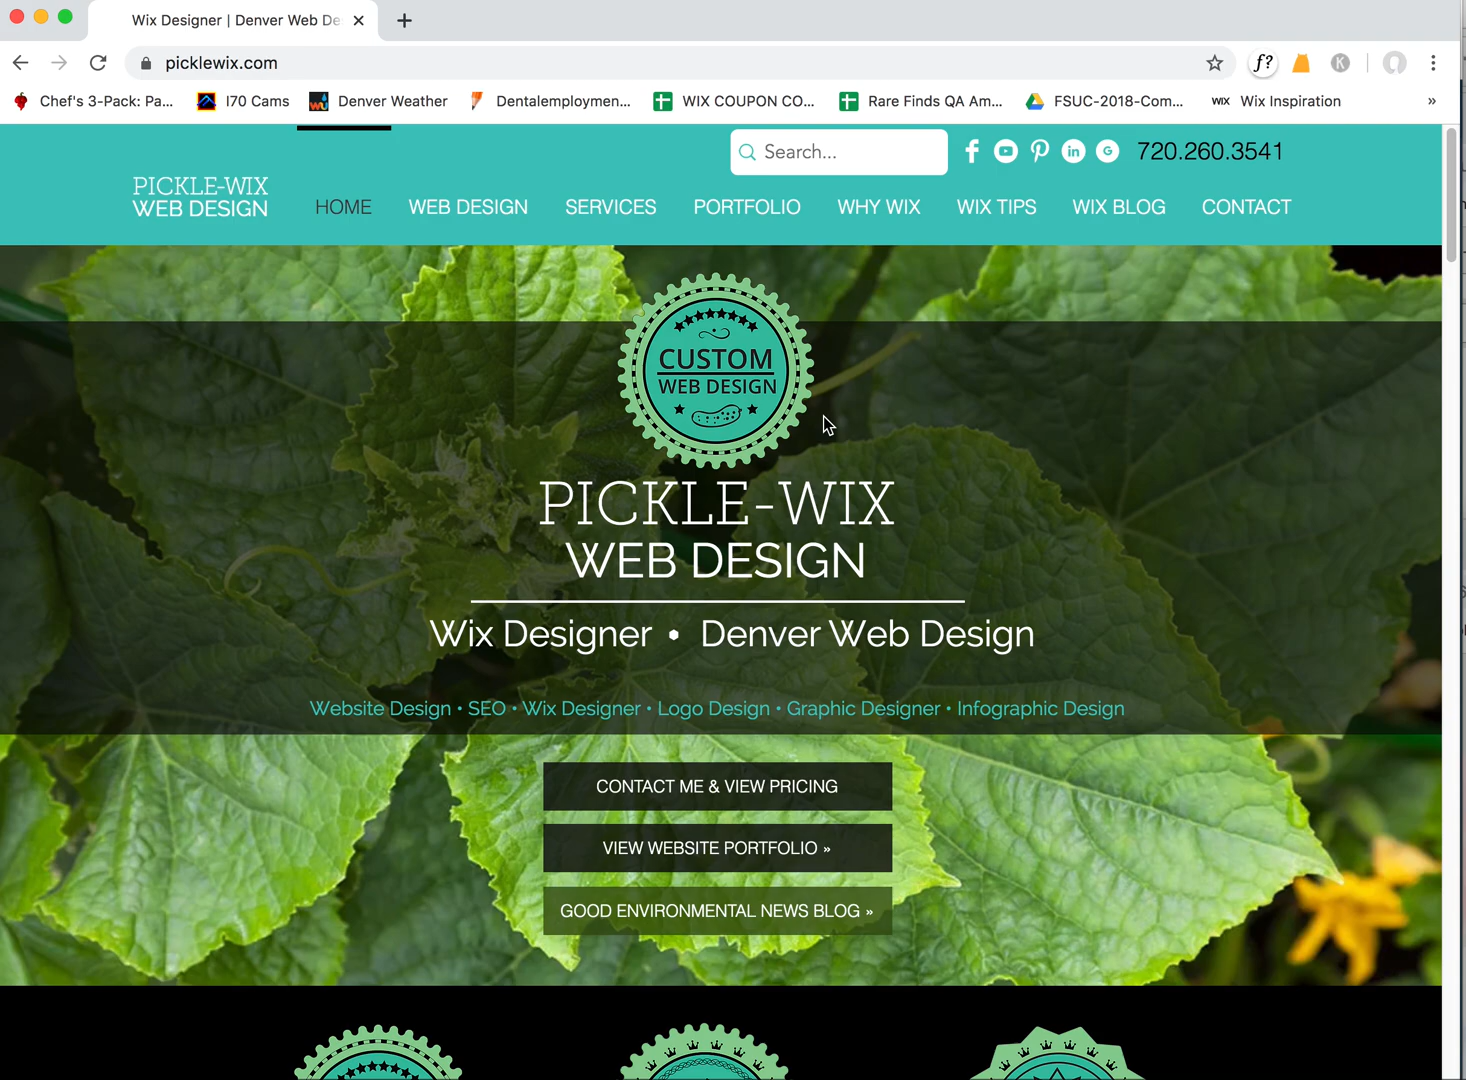 Wix Designer | Denver Web De
picklewix.com
f?
K
Chef's 3-Pack: Pa...
I70 Cams
Denver Weather
Dentalemploymen...
WIX COUPON CO...
Rare Finds QA Am...
FSUC-2018-Com...
WIX Wix Inspiration
»
Search...
in
G
720.260.3541
PICKLE-WIX
WEB DESIGN
HOME
WEB DESIGN
SERVICES
PORTFOLIO
WHY WIX
WIX TIPS
WIX BLOG
CONTACT
CUSTOM
WEB DESIGN
PICKLE-WIX
WEB DESIGN
Wix Designer • Denver Web Design
Website Design • SEO • Wix Designer • Logo Design • Graphic Designer • Infographic Design
CONTACT ME & VIEW PRICING
VIEW WEBSITE PORTFOLIO »
GOOD ENVIRONMENTAL NEWS BLOG »